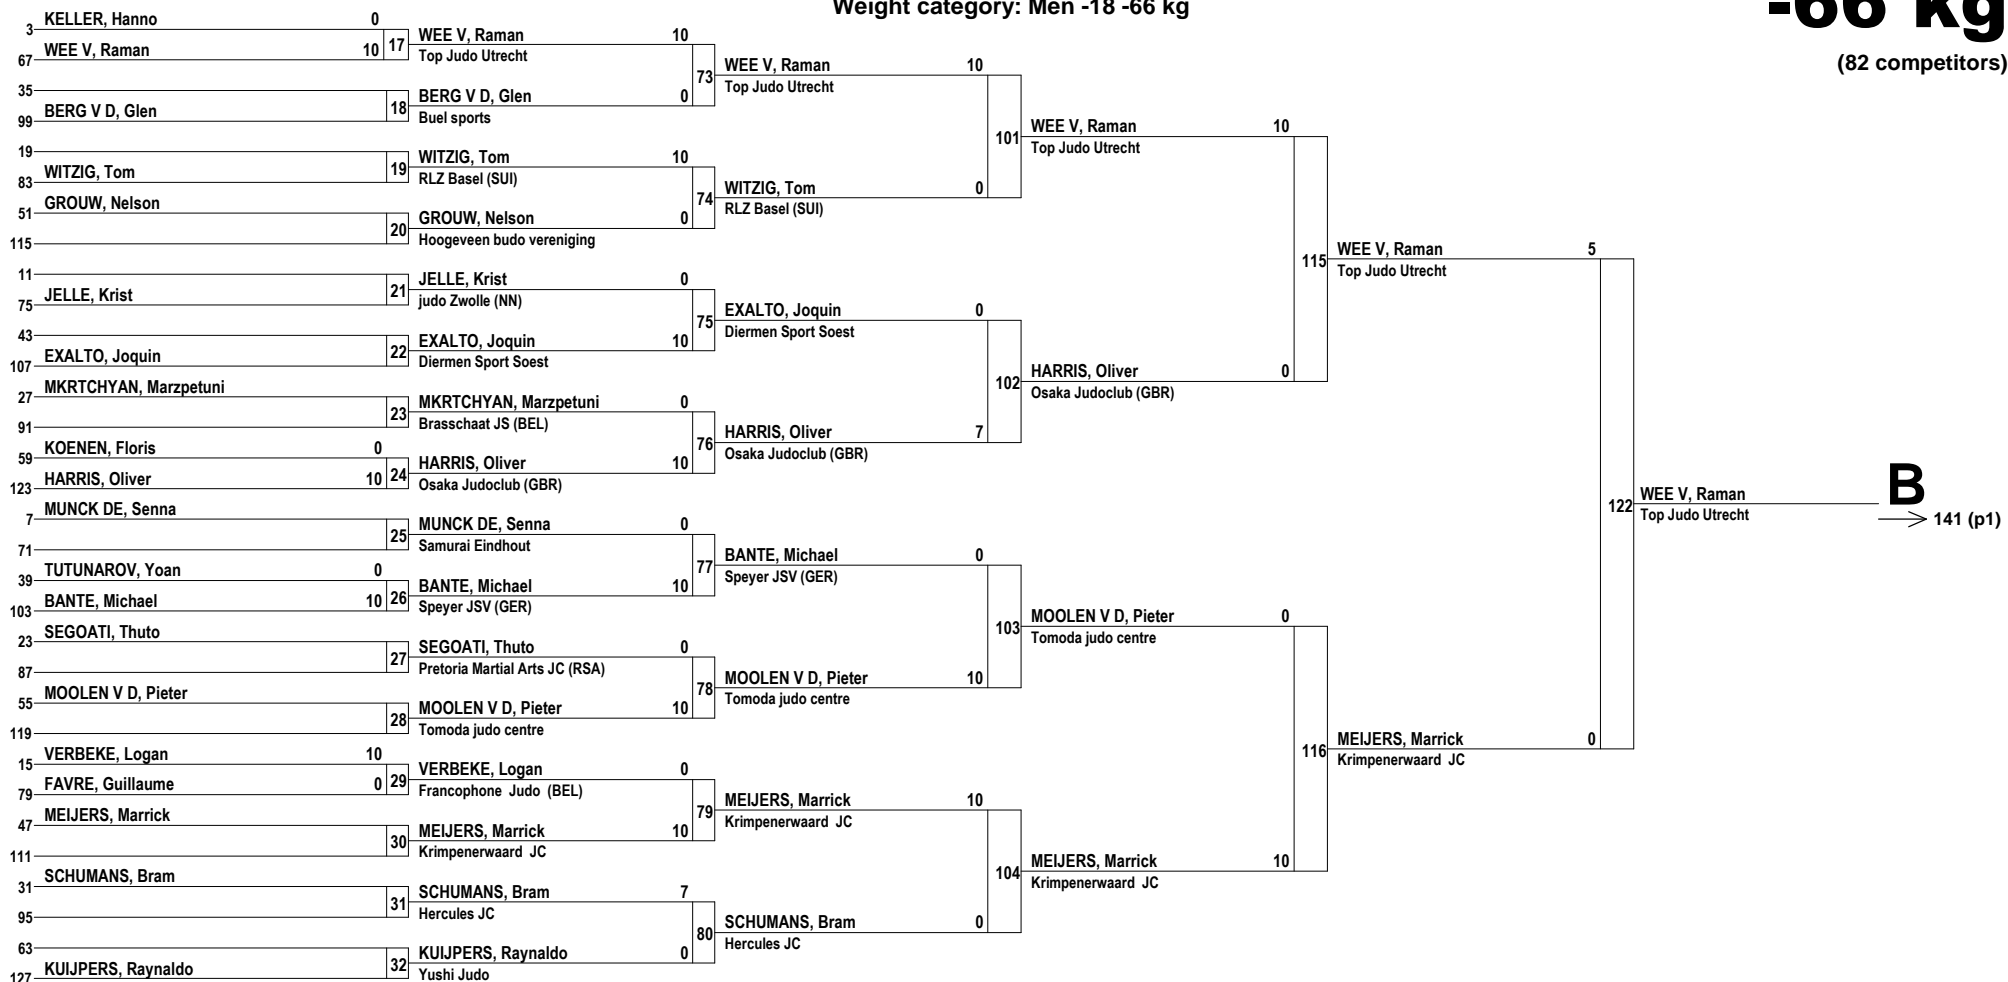 Weight category: Men -18 -66 kg
-66 kg
(82 competitors)
3 KELLER, Hanno 0
67 WEE V, Raman 10 17
35
99 BERG V D, Glen 18
19
83 WITZIG, Tom 19
51 GROUW, Nelson
115 20
11
75 JELLE, Krist 21
43
107 EXALTO, Joquin 22
27 MKRTCHYAN, Marzpetuni
91 23
59 KOENEN, Floris 0
123 HARRIS, Oliver 10 24
7 MUNCK DE, Senna
71 25
39 TUTUNAROV, Yoan 0
103 BANTE, Michael 10 26
23 SEGOATI, Thuto
87 27
55 MOOLEN V D, Pieter
119 28
15 VERBEKE, Logan 10
79 FAVRE, Guillaume 0 29
47 MEIJERS, Marrick
111 30
31 SCHUMANS, Bram
95 31
63
127 KUIJPERS, Raynaldo 32
WEE V, Raman 10
Top Judo Utrecht
73
BERG V D, Glen 0
Buel sports
WITZIG, Tom 10
RLZ Basel (SUI)
74
GROUW, Nelson 0
Hoogeveen budo vereniging
JELLE, Krist 0
judo Zwolle (NN)
75
EXALTO, Joquin 10
Diermen Sport Soest
MKRTCHYAN, Marzpetuni 0
Brasschaat JS (BEL)
76
HARRIS, Oliver 10
Osaka Judoclub (GBR)
MUNCK DE, Senna 0
Samurai Eindhout
77
BANTE, Michael 10
Speyer JSV (GER)
SEGOATI, Thuto 0
Pretoria Martial Arts JC (RSA)
78
MOOLEN V D, Pieter 10
Tomoda judo centre
VERBEKE, Logan 0
Francophone Judo (BEL)
79
MEIJERS, Marrick 10
Krimpenerwaard JC
SCHUMANS, Bram 7
Hercules JC
80
KUIJPERS, Raynaldo 0
Yushi Judo
WEE V, Raman 10
Top Judo Utrecht
101
WITZIG, Tom 0
RLZ Basel (SUI)
EXALTO, Joquin 0
Diermen Sport Soest
102
HARRIS, Oliver 7
Osaka Judoclub (GBR)
BANTE, Michael 0
Speyer JSV (GER)
103
MOOLEN V D, Pieter 10
Tomoda judo centre
MEIJERS, Marrick 10
Krimpenerwaard JC
104
SCHUMANS, Bram 0
Hercules JC
WEE V, Raman 10
Top Judo Utrecht
115
HARRIS, Oliver 0
Osaka Judoclub (GBR)
MOOLEN V D, Pieter 0
Tomoda judo centre
116
MEIJERS, Marrick 10
Krimpenerwaard JC
WEE V, Raman 5
Top Judo Utrecht
122
MEIJERS, Marrick 0
Krimpenerwaard JC
WEE V, Raman
Top Judo Utrecht
B
141 (p1)